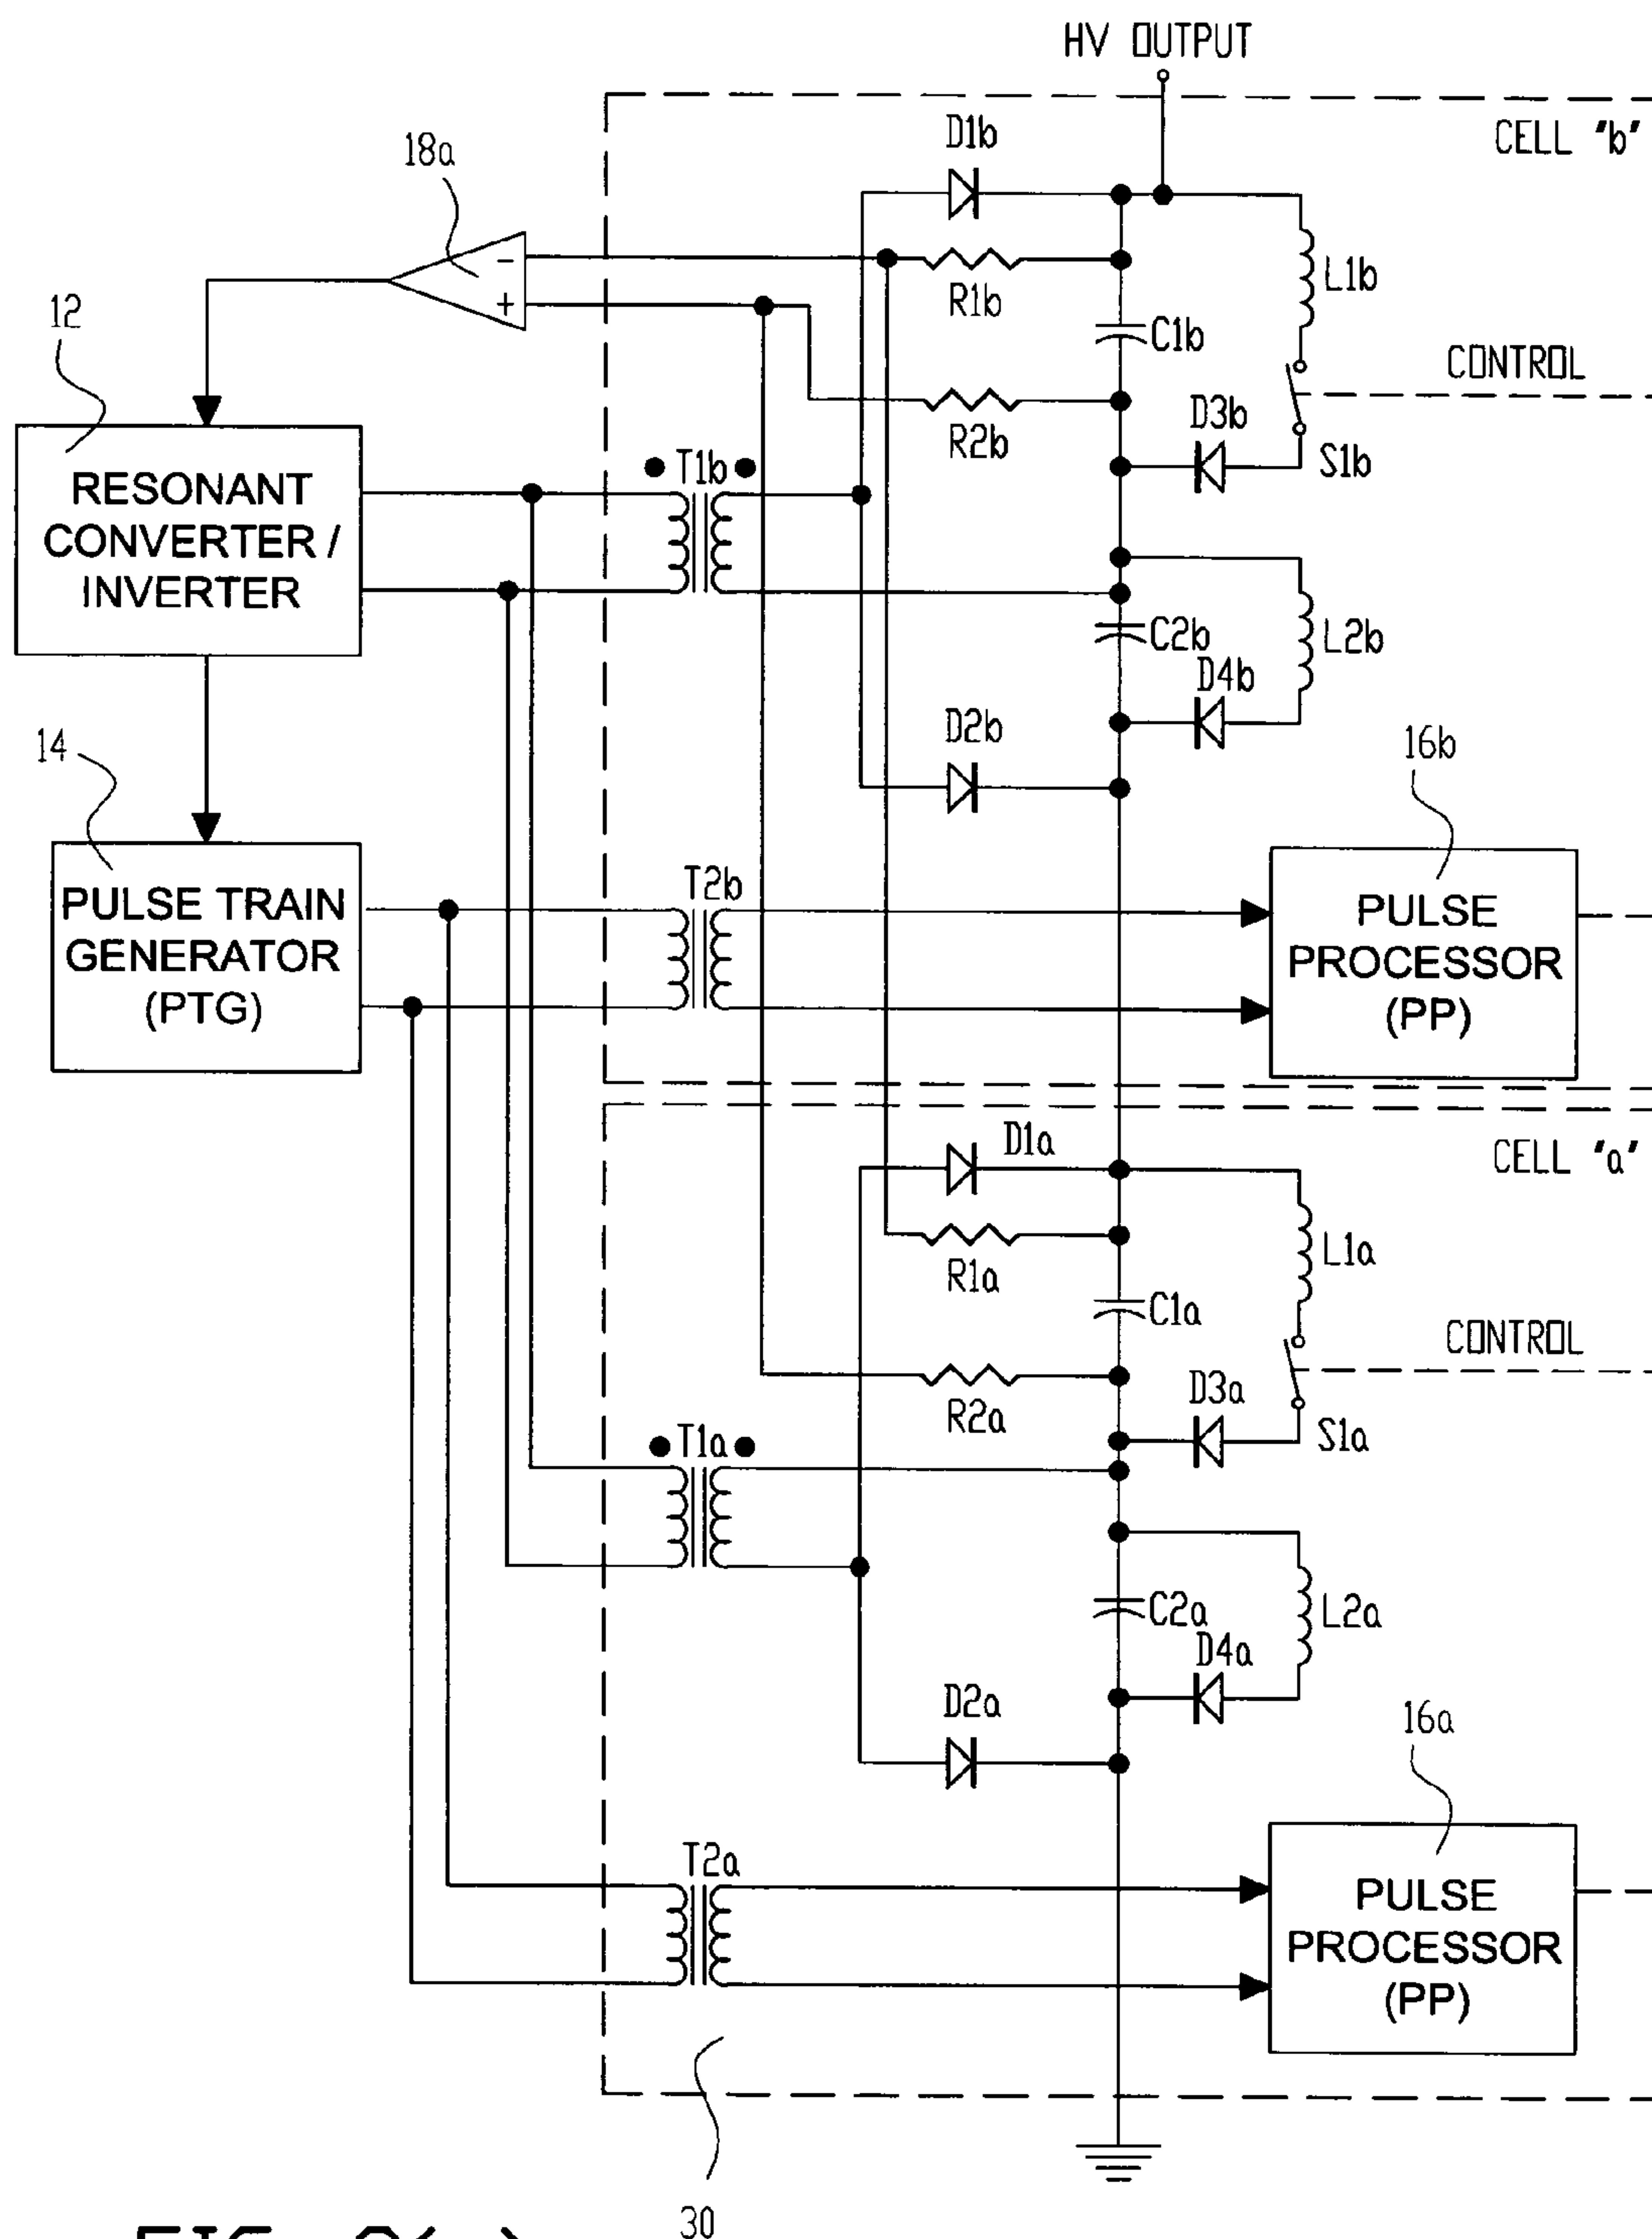 HV OUTPUT
CELL "b"
D1b
18a
-
+
R1b
L1b
C1b
12
CONTROL
D3b
R2b
S1b
T1b
RESONANT
CONVERTER /
INVERTER
C2b
L2b
D4b
D2b
14
16b
T2b
PULSE TRAIN
GENERATOR
(PTG)
PULSE
PROCESSOR
(PP)
D1a
CELL "a"
L1a
R1a
C1a
CONTROL
D3a
R2a
S1a
T1a
C2a
L2a
D4a
D2a
16a
T2a
PULSE
PROCESSOR
(PP)
30